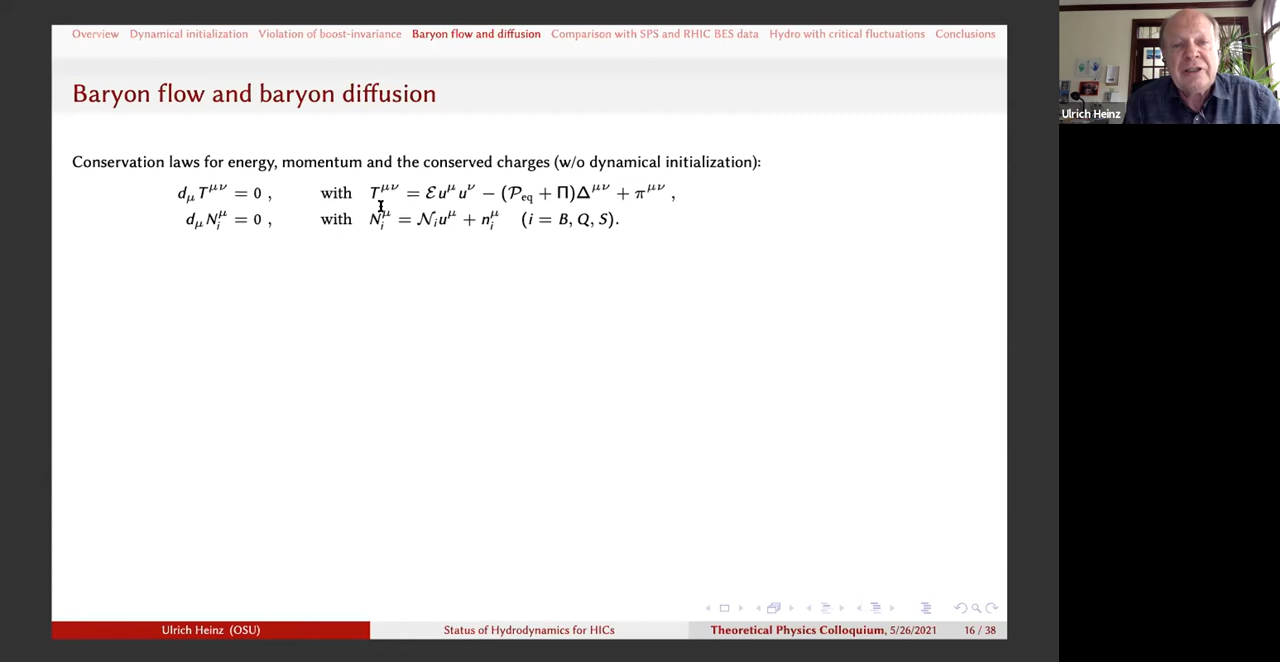 Overview Dynamical initialization Violation of boost-invariance Baryon flow and diffusion Comparison with SPS and RHIC BES data Hydro with critical fluctuations Conclusions
Baryon flow and baryon diffusion
Conservation laws for energy, momentum and the conserved charges (w/o dynamical initialization):
d_μ T^{μν} = 0 , with T^{μν} = ℰ u^μ u^ν − (𝒫_eq + Π)Δ^{μν} + π^{μν} ,
d_μ N_i^μ = 0 , with N_i^μ = 𝒩_i u^μ + n_i^μ (i = B, Q, S).
Ulrich Heinz (OSU) Status of Hydrodynamics for HICs Theoretical Physics Colloquium, 5/26/2021 16 / 38
Ulrich Heinz